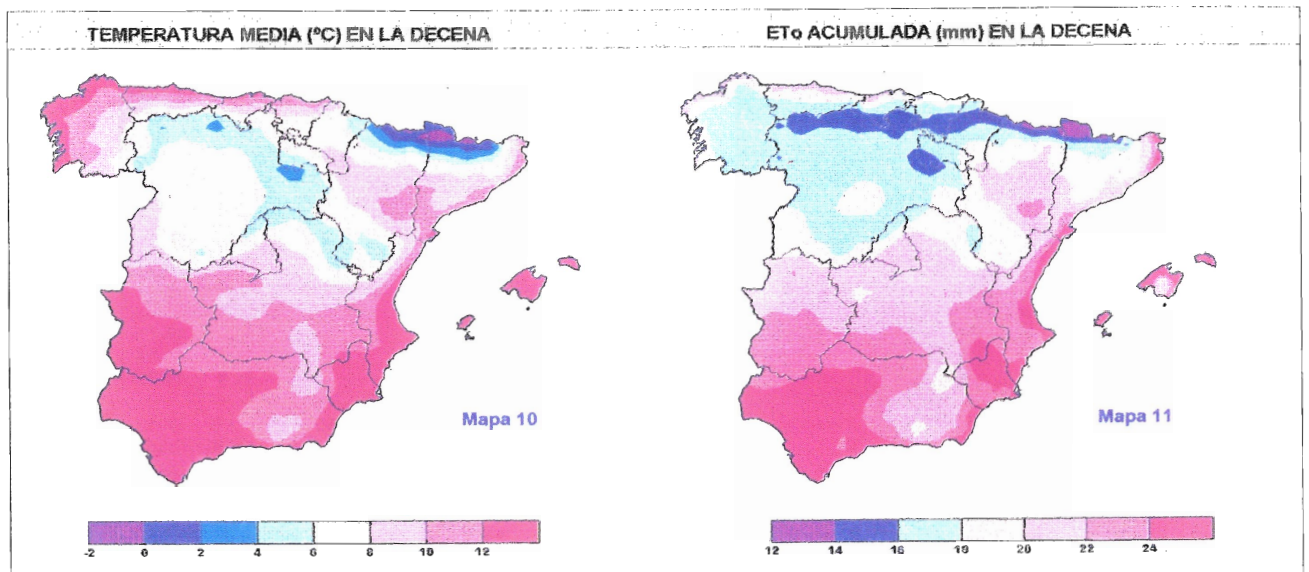 TEMPERATURA MEDIA (ºC) EN LA DECENA
ETo ACUMULADA (mm) EN LA DECENA
Mapa 10
Mapa 11
-2 0 2 4 6 8 10 12
12 14 16 19 20 22 24